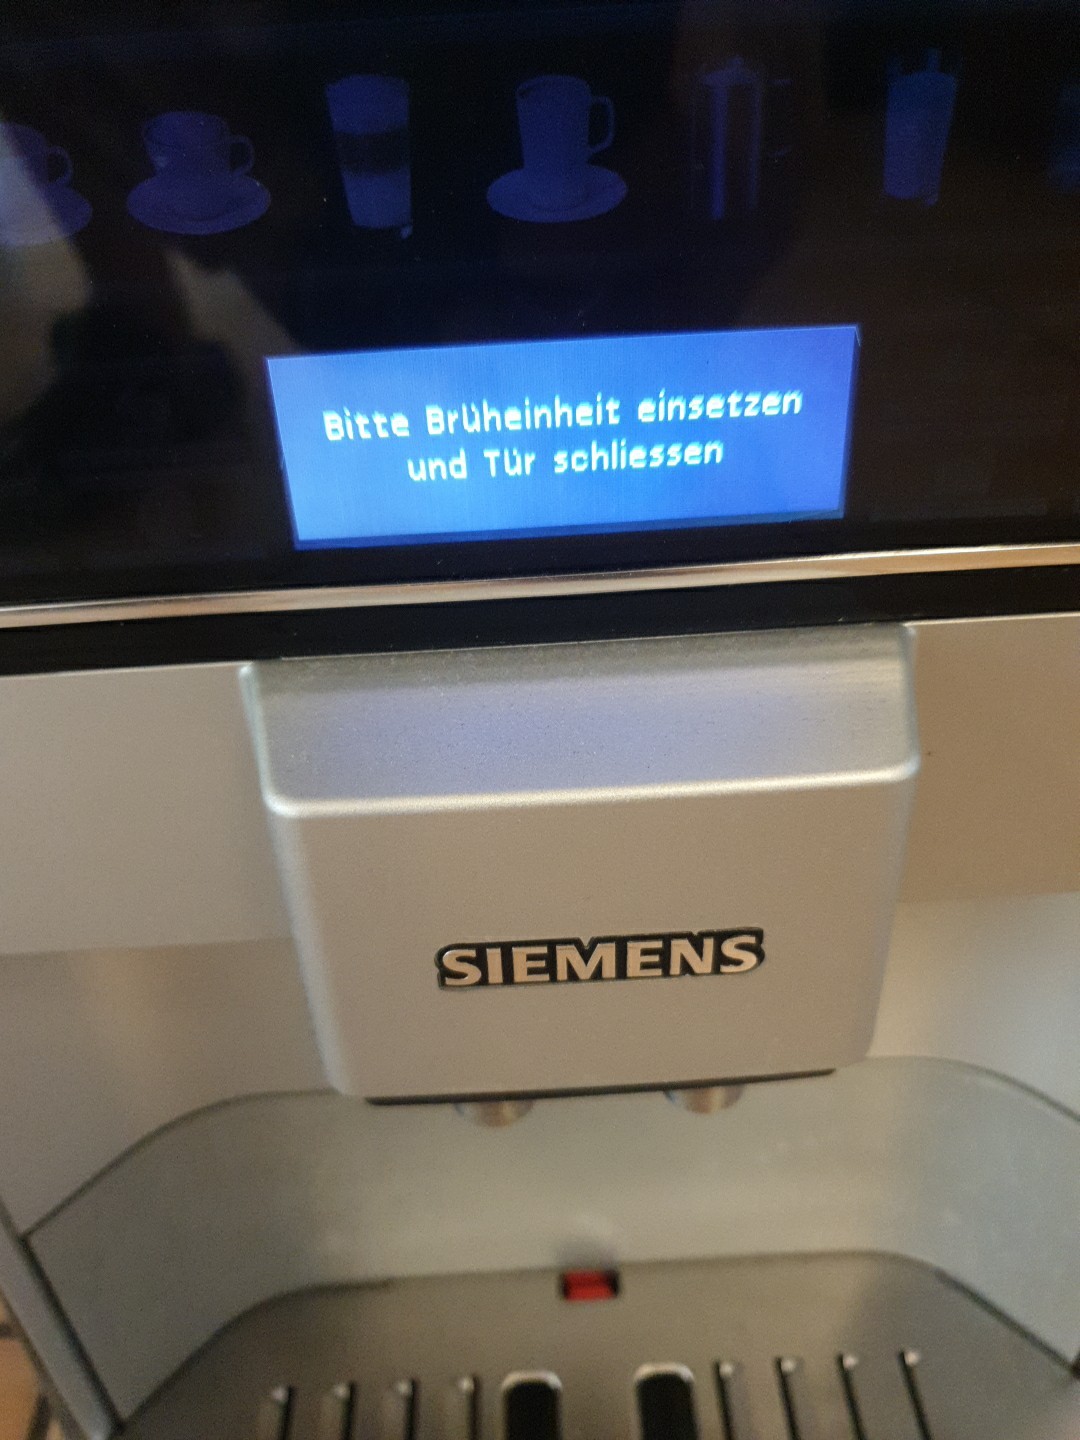 Bitte Brüheinheit einsetzen
und Tür schliessen
SIEMENS